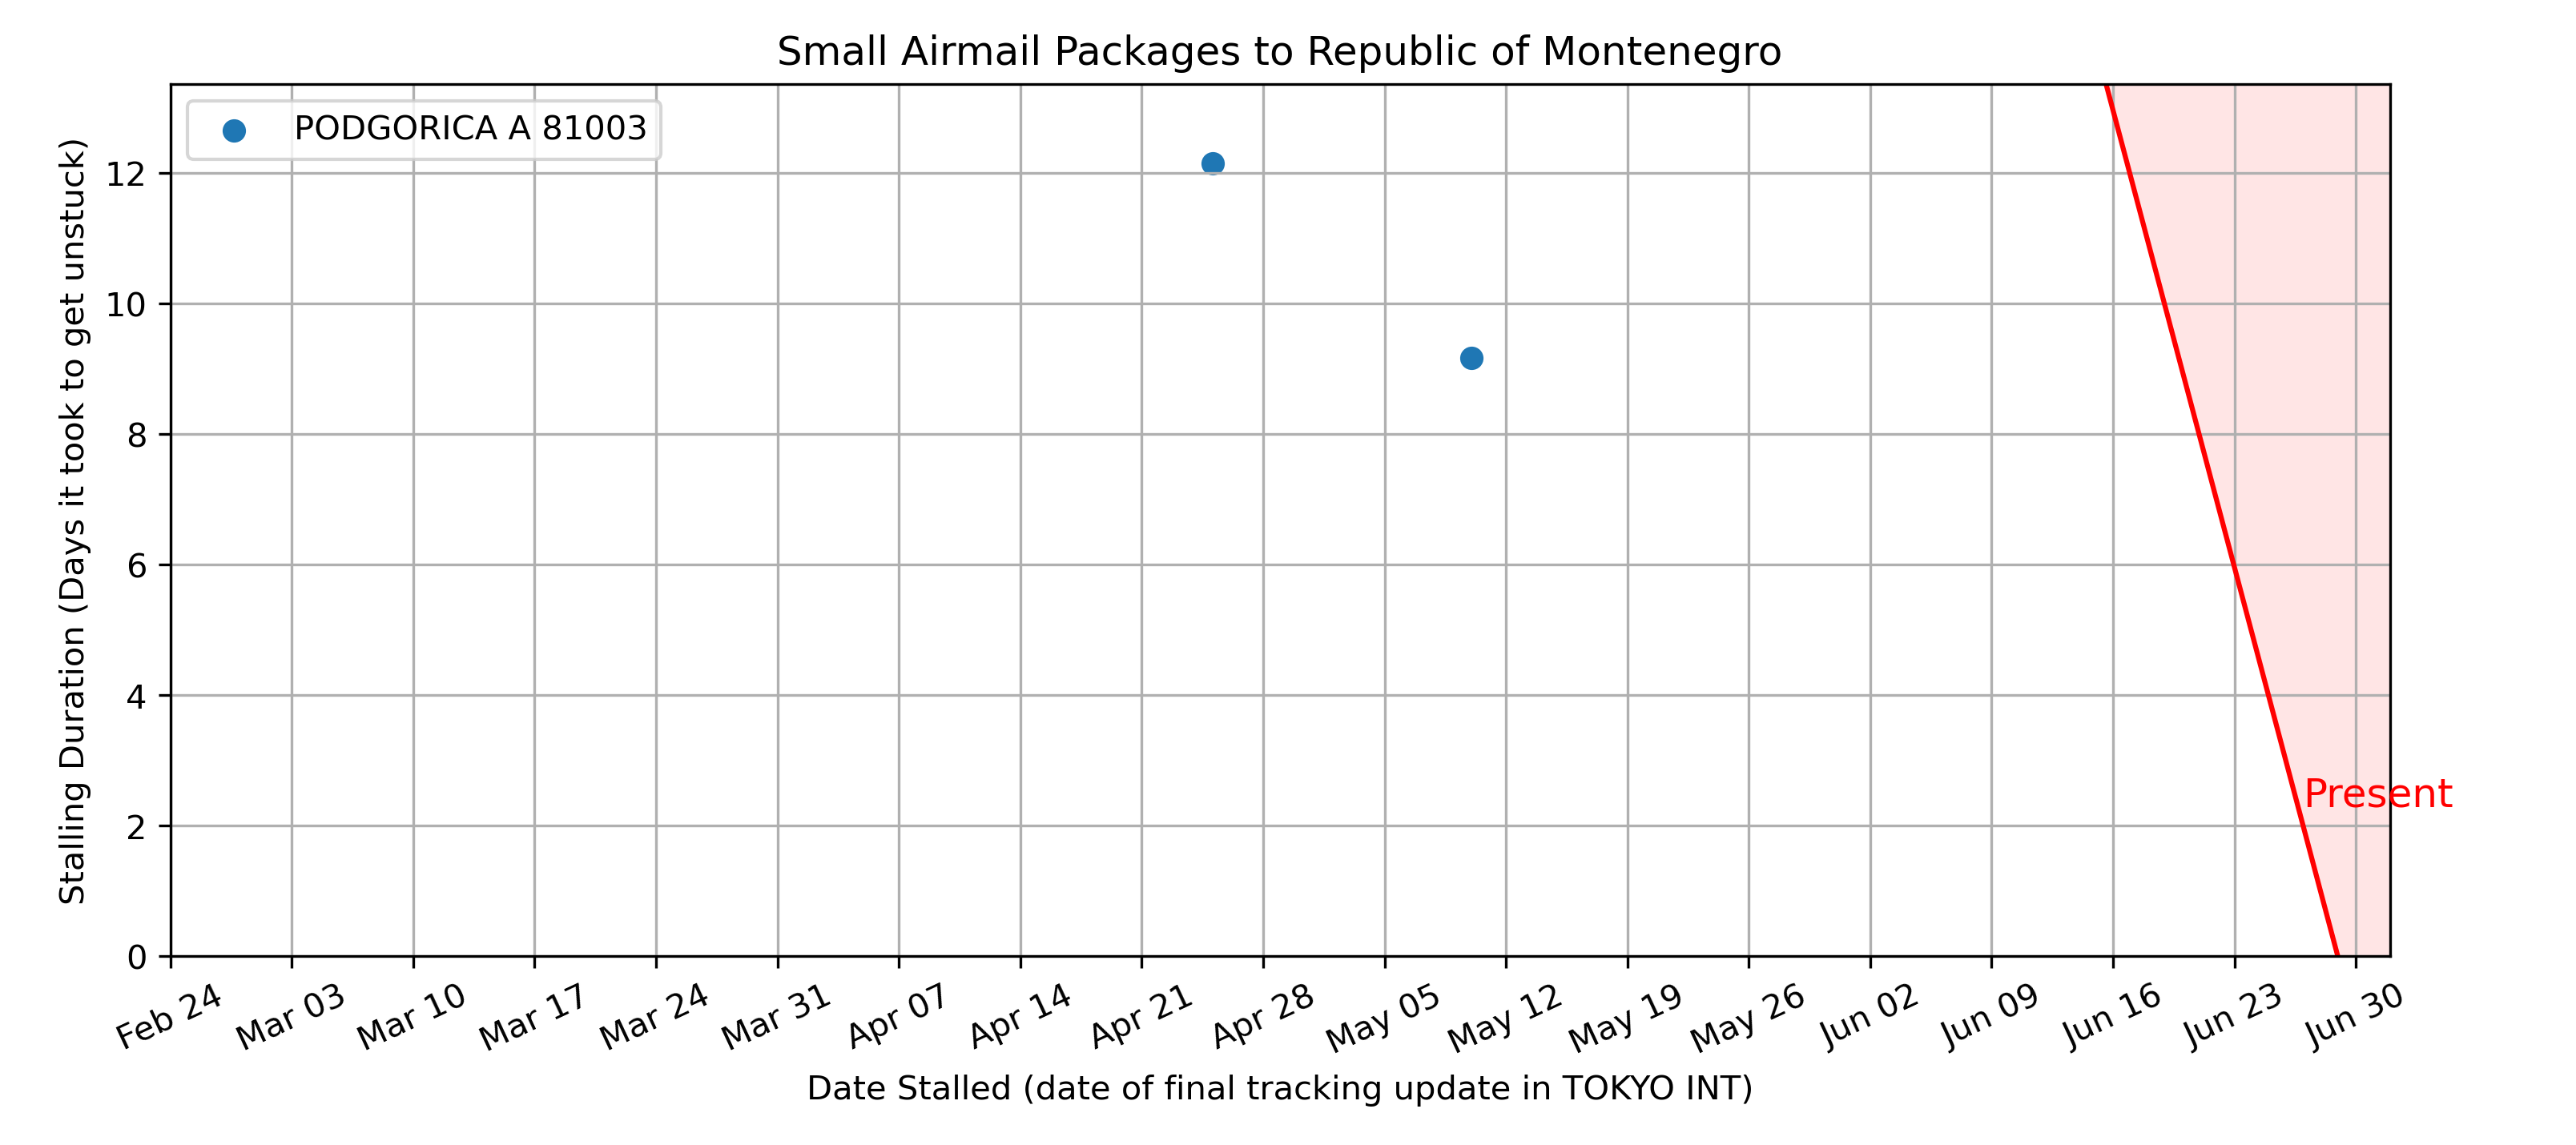 Small Airmail Packages to Republic of Montenegro
PODGORICA A 81003
Stalling Duration (Days it took to get unstuck)
12
10
8
6
4
2
0
Present
Feb 24
Mar 03
Mar 10
Mar 17
Mar 24
Mar 31
Apr 07
Apr 14
Apr 21
Apr 28
May 05
May 12
May 19
May 26
Jun 02
Jun 09
Jun 16
Jun 23
Jun 30
Date Stalled (date of final tracking update in TOKYO INT)